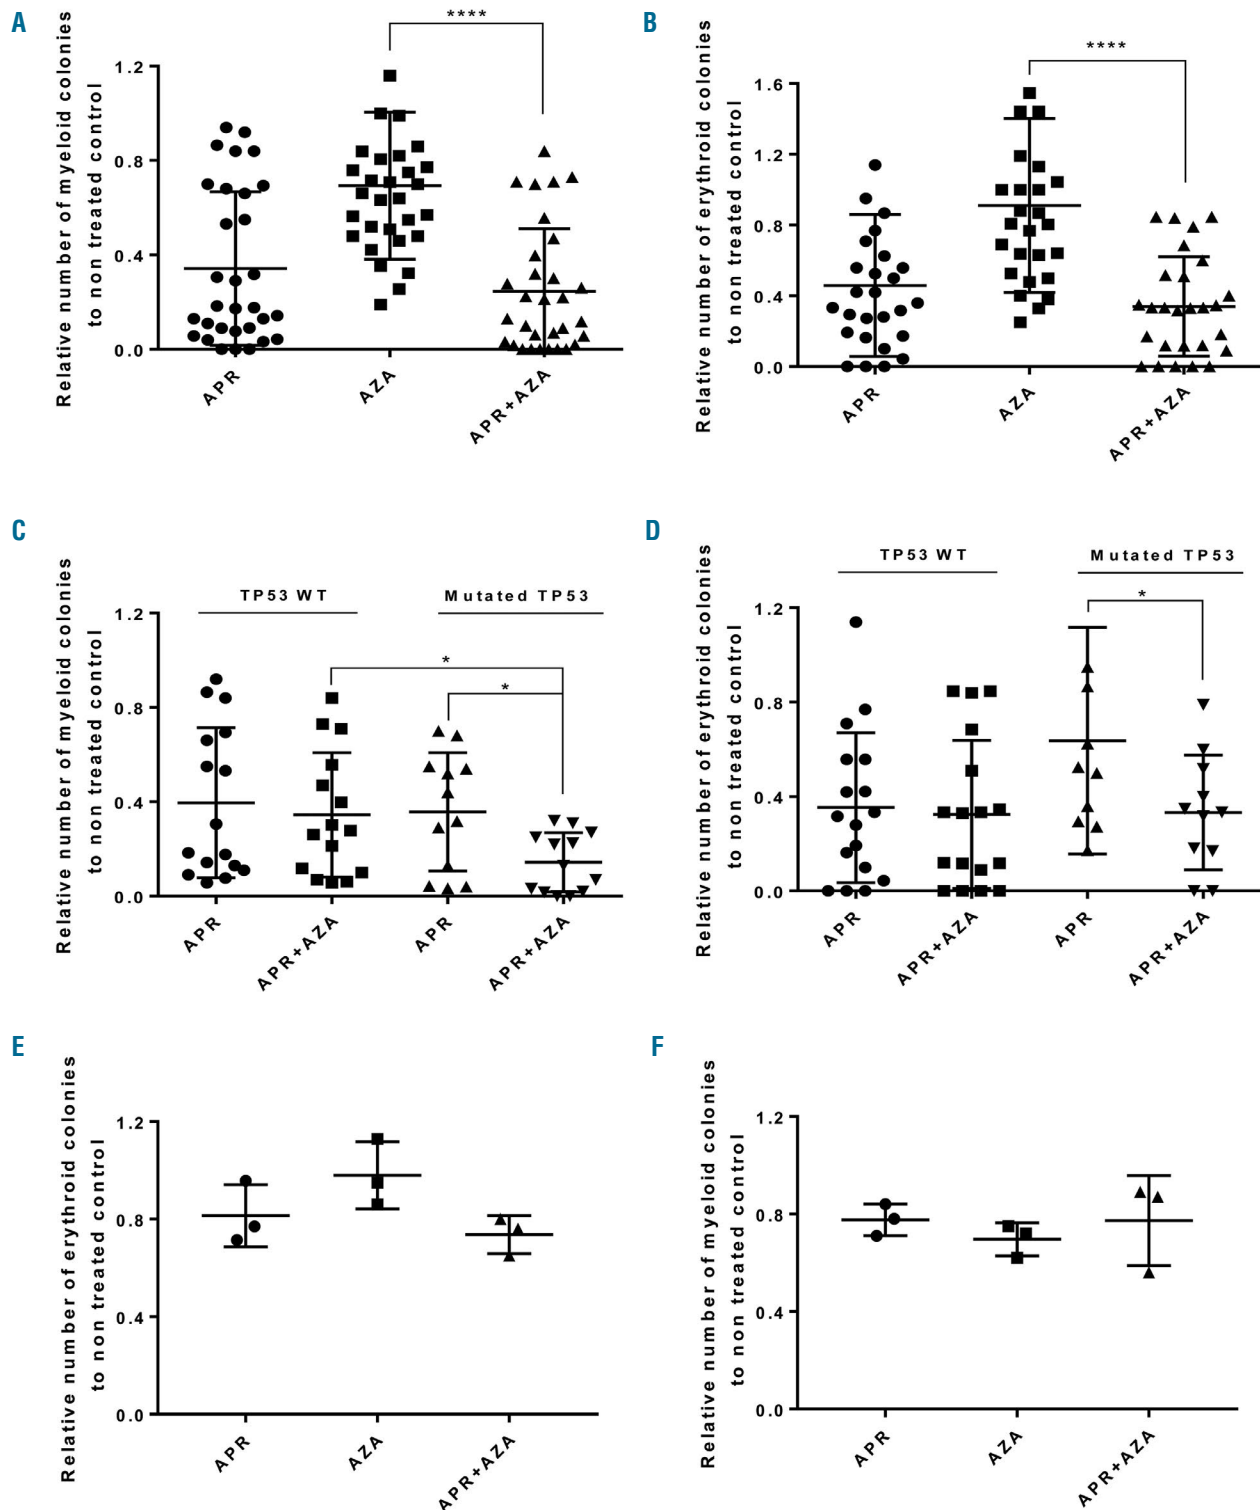 A
Relative number of myeloid colonies
to non treated control
1.2
0.8
0.4
0.0
****
APR
AZA
APR+AZA
B
Relative number of erythroid colonies
to non treated control
1.6
1.2
0.8
0.4
0.0
****
APR
AZA
APR+AZA
C
Relative number of myeloid colonies
to non treated control
TP53 WT
Mutated TP53
1.2
0.8
0.4
0.0
*
*
APR
APR+AZA
APR
APR+AZA
D
Relative number of erythroid colonies
to non treated control
TP53 WT
Mutated TP53
1.2
0.8
0.4
0.0
*
APR
APR+AZA
APR
APR+AZA
E
Relative number of erythroid colonies
to non treated control
1.2
0.8
0.4
0.0
APR
AZA
APR+AZA
F
Relative number of myeloid colonies
to non treated control
1.2
0.8
0.4
0.0
APR
AZA
APR+AZA